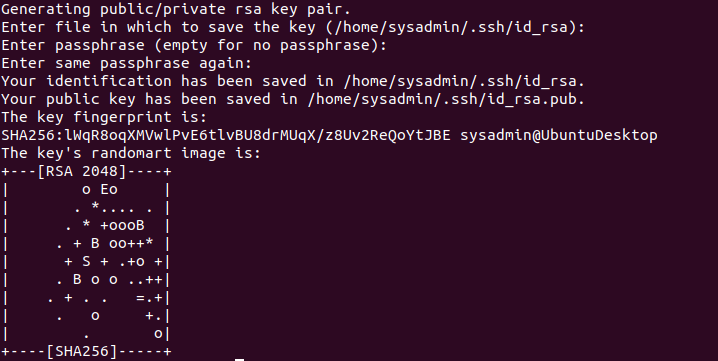 Generating public/private rsa key pair.
Enter file in which to save the key (/home/sysadmin/.ssh/id_rsa):
Enter passphrase (empty for no passphrase):
Enter same passphrase again:
Your identification has been saved in /home/sysadmin/.ssh/id_rsa.
Your public key has been saved in /home/sysadmin/.ssh/id_rsa.pub.
The key fingerprint is:
SHA256:lWqR8oqXMVwlPvE6tlvBU8drMUqX/z8Uv2ReQoYtJBE sysadmin@UbuntuDesktop
The key's randomart image is:
+---[RSA 2048]----+
|        o Eo     |
|       . *.... . |
|      . * +oooB  |
|     . + B oo++* |
|      + S + .+o +|
|     . B o o ..++|
|    . + . .   =.+|
|     .   o     +.|
|        .       o|
+----[SHA256]-----+